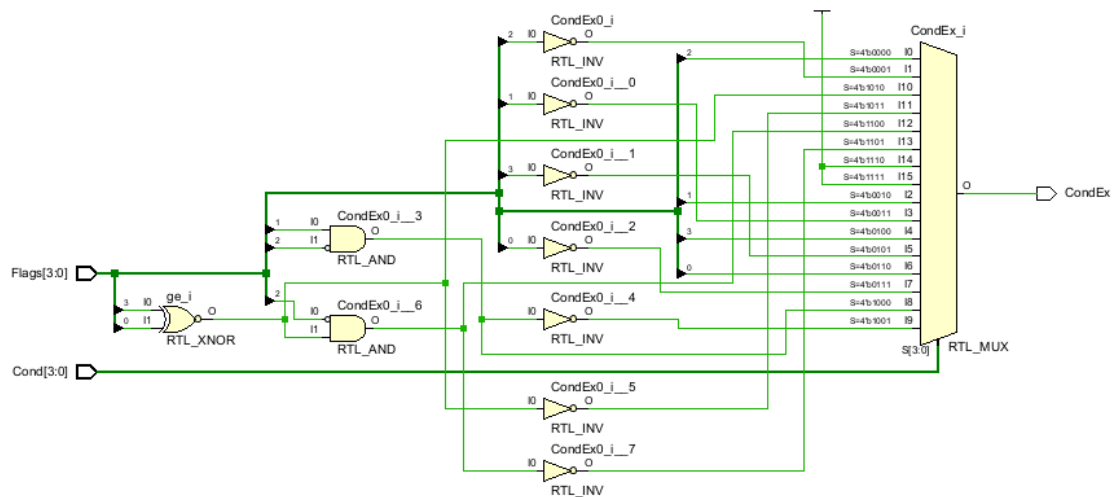 CondEx0_i
2 I0 O
RTL_INV
CondEx0_i__0
1 I0 O
RTL_INV
CondEx0_i__1
3 I0 O
RTL_INV
CondEx0_i__2
0 I0 O
RTL_INV
CondEx0_i__4
I0 O
RTL_INV
CondEx0_i__5
I0 O
RTL_INV
CondEx0_i__7
I0 O
RTL_INV
CondEx0_i__3
1 I0 O
2 I1
RTL_AND
CondEx0_i__6
2 I0 O
I1
RTL_AND
Flags[3:0]
ge_i
3 I0 O
0 I1
RTL_XNOR
Cond[3:0]
CondEx_i
2 S=4'b0000 I0
S=4'b0001 I1
S=4'b1010 I10
S=4'b1011 I11
S=4'b1100 I12
S=4'b1101 I13
S=4'b1110 I14
S=4'b1111 I15
1 S=4'b0010 I2
S=4'b0011 I3
3 S=4'b0100 I4
S=4'b0101 I5
0 S=4'b0110 I6
S=4'b0111 I7
S=4'b1000 I8
S=4'b1001 I9
S[3:0]
O
RTL_MUX
CondEx